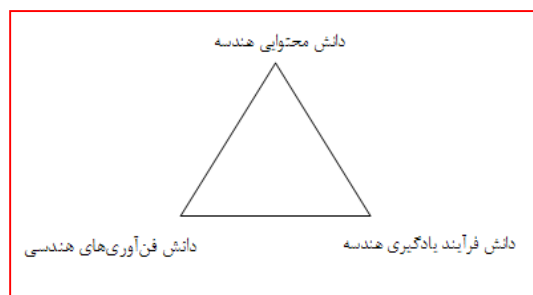 دانش محتوایی هندسه
دانش فرآیند یادگیری هندسه
دانش فن‌آوری‌های هندسی